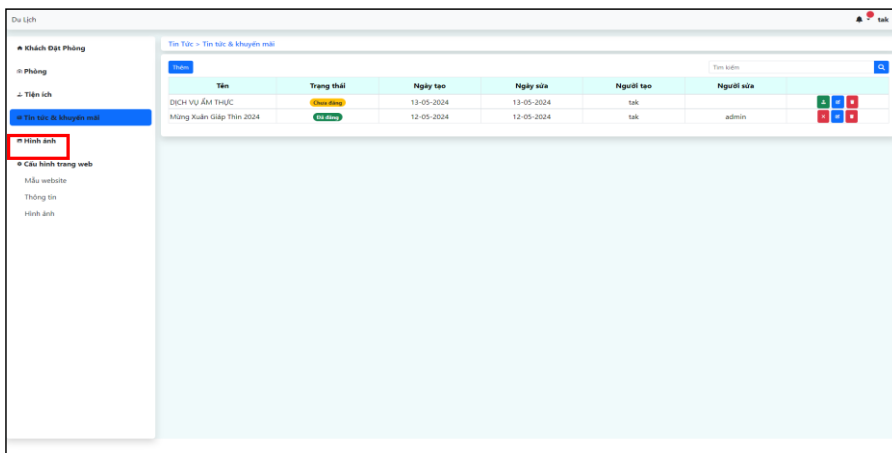 Du Lịch
tak
Khách Đặt Phòng
Phòng
Tiện ích
Tin tức & khuyến mãi
Hình ảnh
Cấu hình trang web
Mẫu website
Thông tin
Hình ảnh
Tin Tức > Tin tức & khuyến mãi
Thêm
Tìm kiếm
Tên Trạng thái Ngày tạo Ngày sửa Người tạo Người sửa
DỊCH VỤ ẨM THỰC Chưa đăng 13-05-2024 13-05-2024 tak
Mừng Xuân Giáp Thìn 2024 Đã đăng 12-05-2024 12-05-2024 tak admin